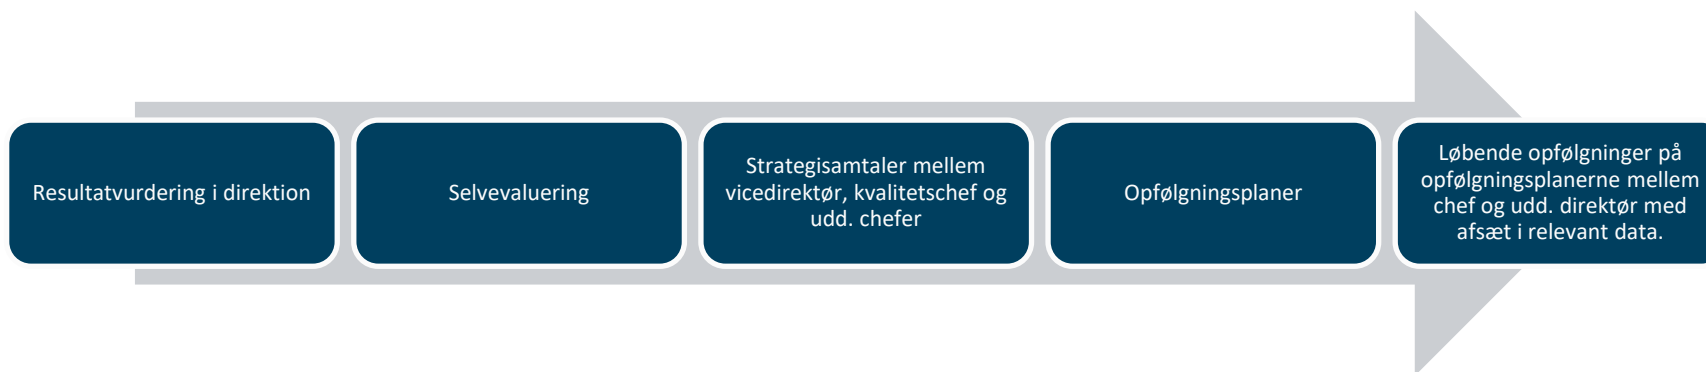 Resultatvurdering i direktion
Selvevaluering
Strategisamtaler mellem
vicedirektør, kvalitetschef og
udd. chefer
Opfølgningsplaner
Løbende opfølgninger på
opfølgningsplanerne mellem
chef og udd. direktør med
afsæt i relevant data.